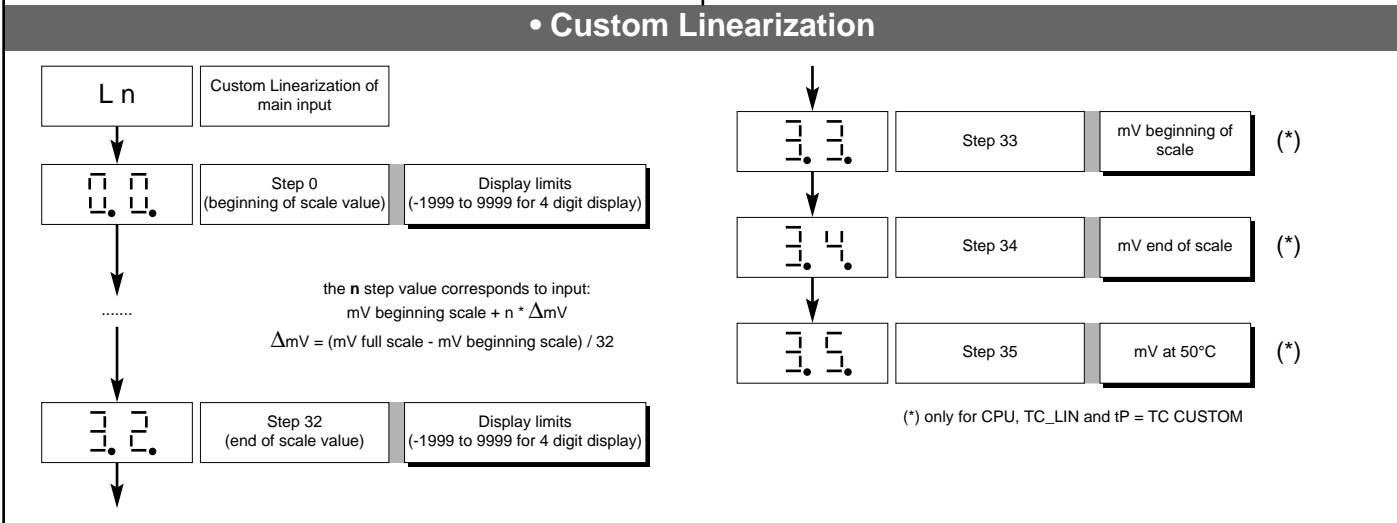 • Custom Linearization
L n
Custom Linearization of
main input
0. 0.
Step 0
(beginning of scale value)
Display limits
(-1999 to 9999 for 4 digit display)
.......
the n step value corresponds to input:
mV beginning scale + n * ΔmV
ΔmV = (mV full scale - mV beginning scale) / 32
3. 2.
Step 32
(end of scale value)
Display limits
(-1999 to 9999 for 4 digit display)
3. 3.
Step 33
mV beginning of
scale
(*)
3. 4.
Step 34
mV end of scale
(*)
3. 5.
Step 35
mV at 50°C
(*)
(*) only for CPU, TC_LIN and tP = TC CUSTOM